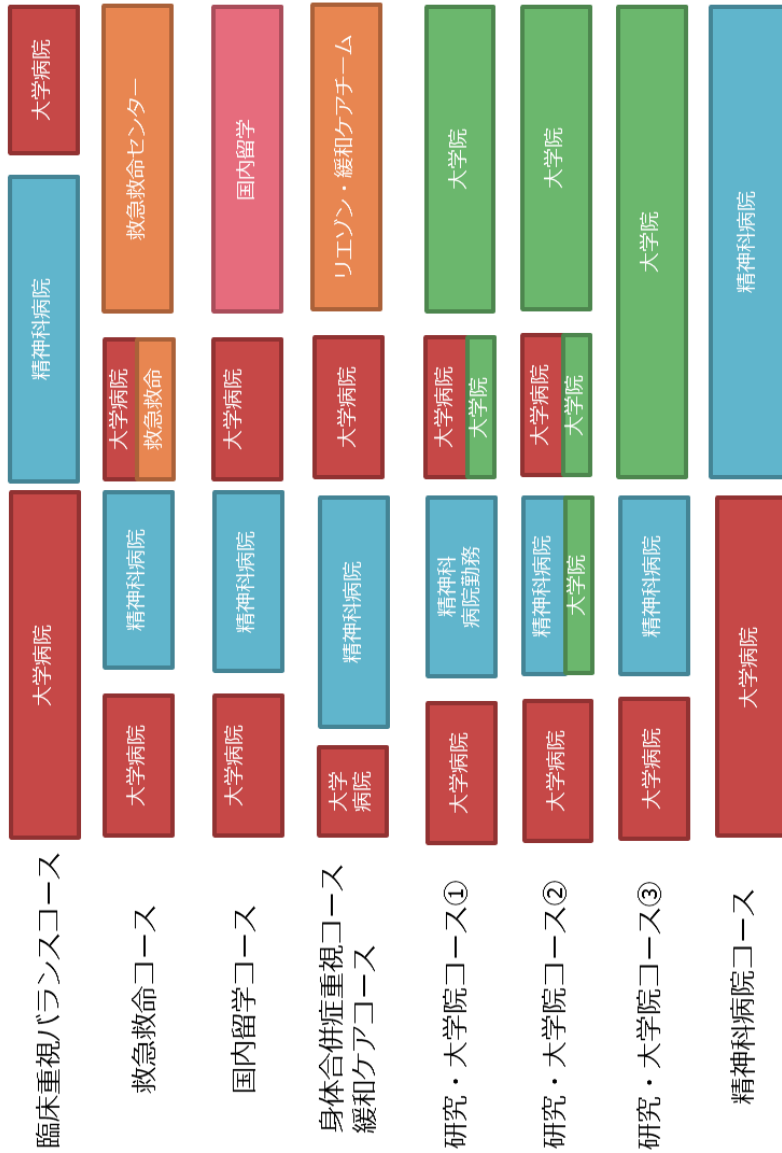 臨床重視バランスコース
大学病院
精神科病院
大学病院
救急救命コース
大学病院
精神科病院
大学病院
救急救命
救急救命センター
国内留学コース
大学病院
精神科病院
大学病院
国内留学
身体合併症重視コース
緩和ケアコース
大学
病院
精神科病院
大学病院
リエゾン・緩和ケアチーム
研究・大学院コース①
大学病院
精神科
病院勤務
大学病院
大学院
大学院
研究・大学院コース②
大学病院
精神科病院
大学院
大学病院
大学院
大学院
研究・大学院コース③
大学病院
精神科病院
大学院
精神科病院コース
大学病院
精神科病院